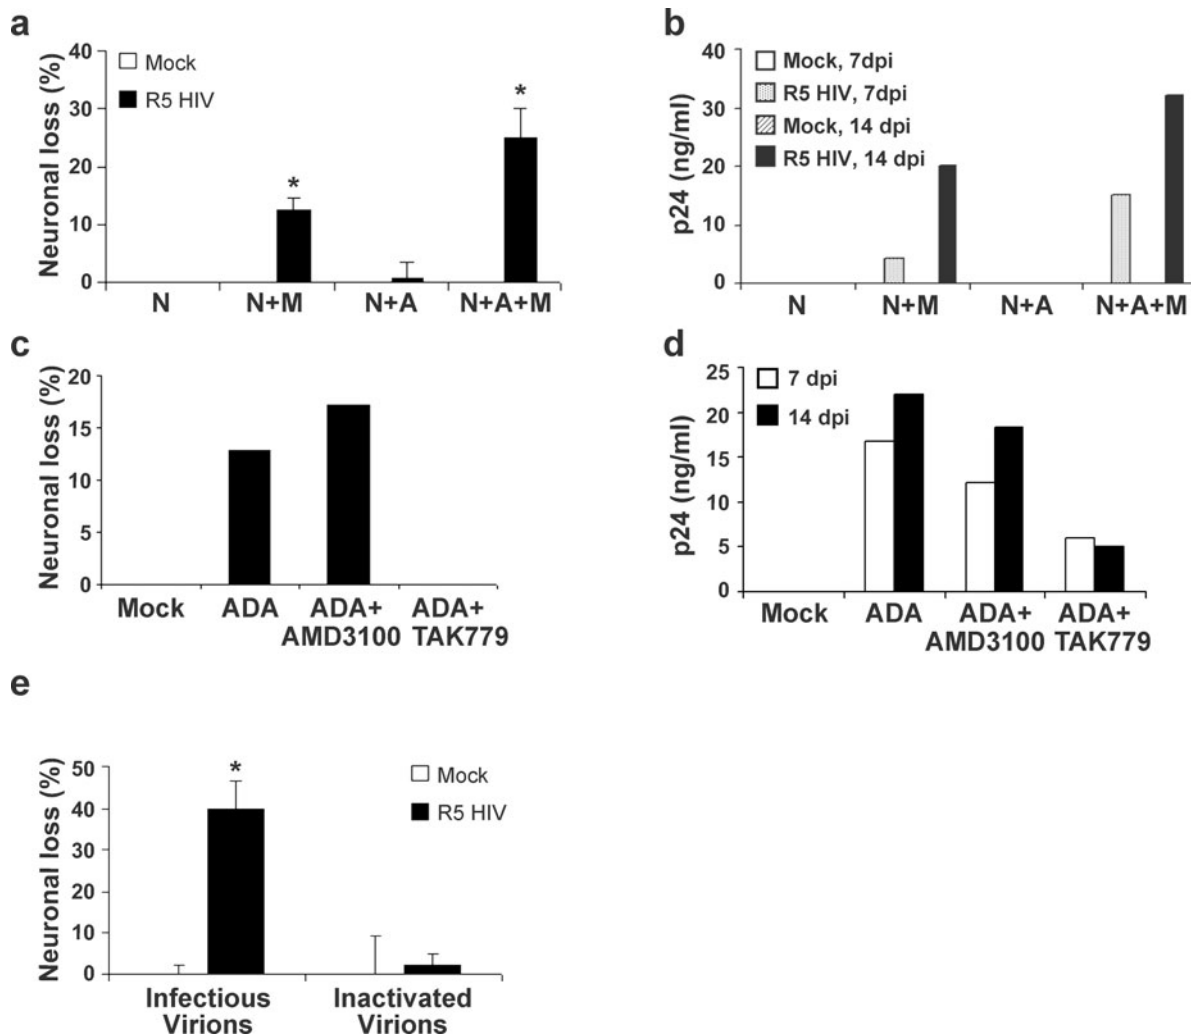 a
Neuronal loss (%)
40
30
20
10
0
Mock
R5 HIV
*
*
N
N+M
N+A
N+A+M
b
p24 (ng/ml)
40
30
20
10
0
Mock, 7dpi
R5 HIV, 7dpi
Mock, 14 dpi
R5 HIV, 14 dpi
N
N+M
N+A
N+A+M
c
Neuronal loss (%)
20
15
10
5
0
Mock
ADA
ADA+
AMD3100
ADA+
TAK779
d
p24 (ng/ml)
25
20
15
10
5
0
7 dpi
14 dpi
Mock
ADA
ADA+
AMD3100
ADA+
TAK779
e
Neuronal loss (%)
50
40
30
20
10
0
*
Mock
R5 HIV
Infectious
Virions
Inactivated
Virions